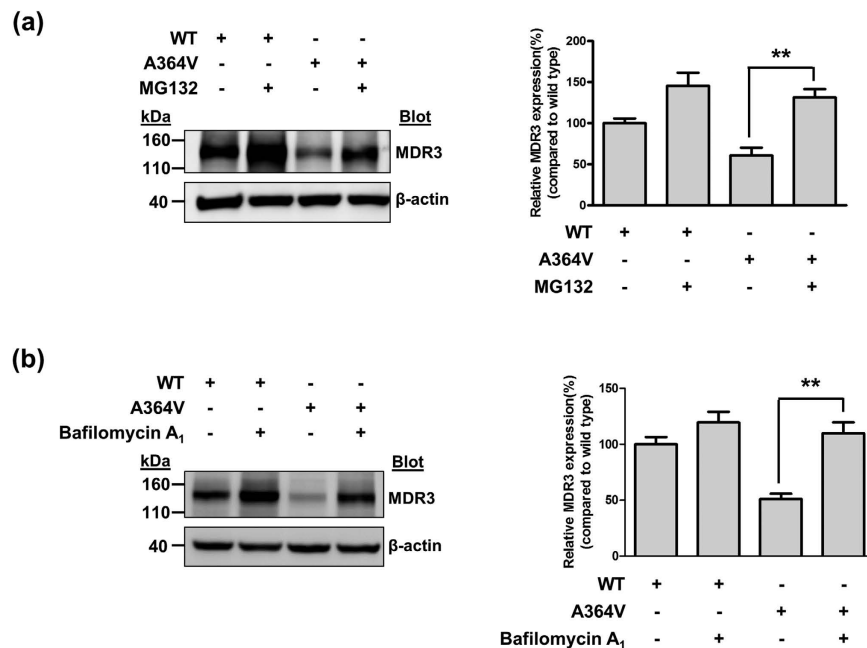 (a)
WT + + - -
A364V - - + +
MG132 - + - +
kDa Blot
160
110
MDR3
40
β-actin
Relative MDR3 expression(%)
(compared to wild type)
200
150
100
50
0
**
WT + + - -
A364V - - + +
MG132 - + - +
(b)
WT + + - -
A364V - - + +
Bafilomycin A₁ - + - +
kDa Blot
160
110
MDR3
40
β-actin
Relative MDR3 expression(%)
(compared to wild type)
150
100
50
0
**
WT + + - -
A364V - - + +
Bafilomycin A₁ - + - +